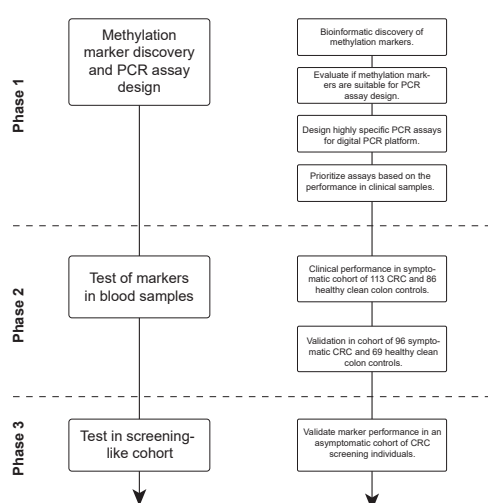 Phase 1
Methylation
marker discovery
and PCR assay
design
Bioinformatic discovery of
methylation markers.
Evaluate if methylation mark-
ers are suitable for PCR
assay design.
Design highly specific PCR assays
for digital PCR platform.
Prioritize assays based on the
performance in clinical samples.
Phase 2
Test of markers
in blood samples
Clinical performance in sympto-
matic cohort of 113 CRC and 86
healthy clean colon controls.
Validation in cohort of 96 sympto-
matic CRC and 69 healthy clean
colon controls.
Phase 3
Test in screening-
like cohort
Validate marker performance in an
asymptomatic cohort of CRC
screening individuals.